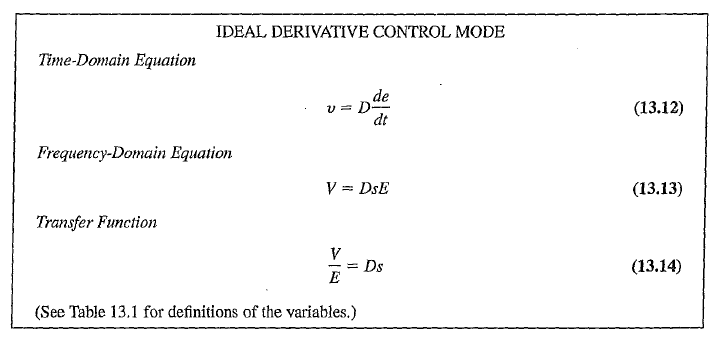 IDEAL DERIVATIVE CONTROL MODE
Time-Domain Equation
v = D de/dt (13.12)
Frequency-Domain Equation
V = DsE (13.13)
Transfer Function
V/E = Ds (13.14)
(See Table 13.1 for definitions of the variables.)